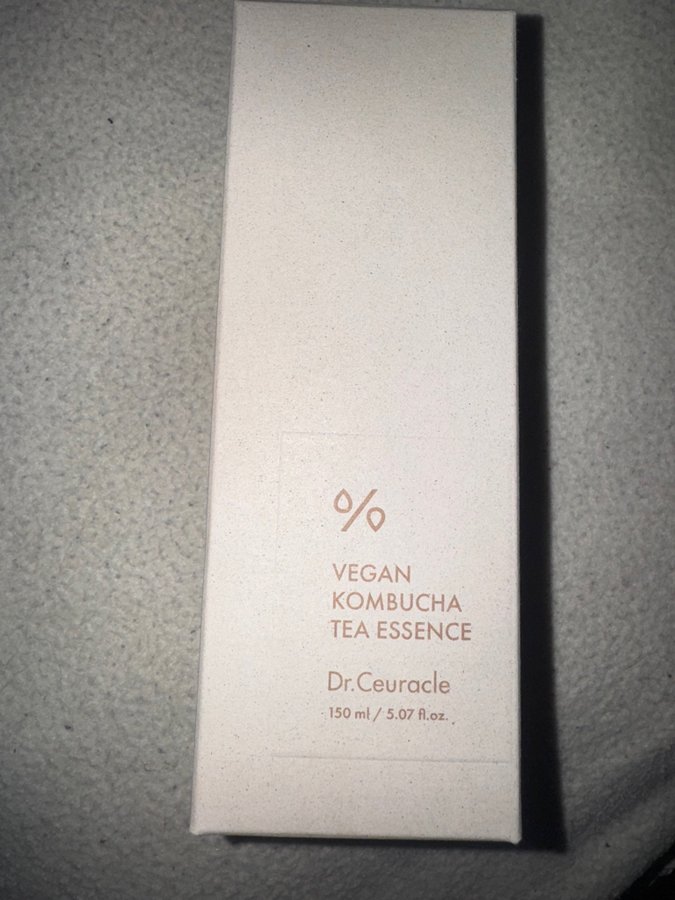 %
VEGAN
KOMBUCHA
TEA ESSENCE
Dr.Ceuracle
150 ml / 5.07 fl.oz.